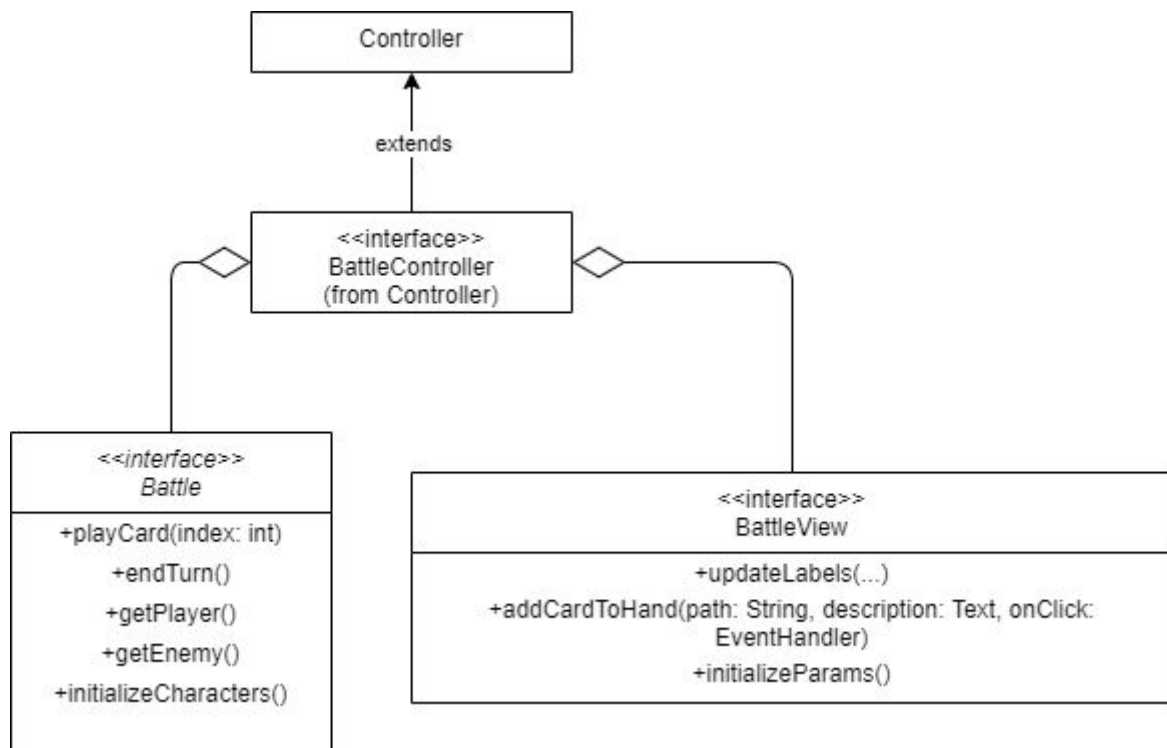 Controller
extends
<<interface>>
BattleController
(from Controller)
<<interface>>
Battle
+playCard(index: int)
+endTurn()
+getPlayer()
+getEnemy()
+initializeCharacters()
<<interface>>
BattleView
+updateLabels(...)
+addCardToHand(path: String, description: Text, onClick:
EventHandler)
+initializeParams()